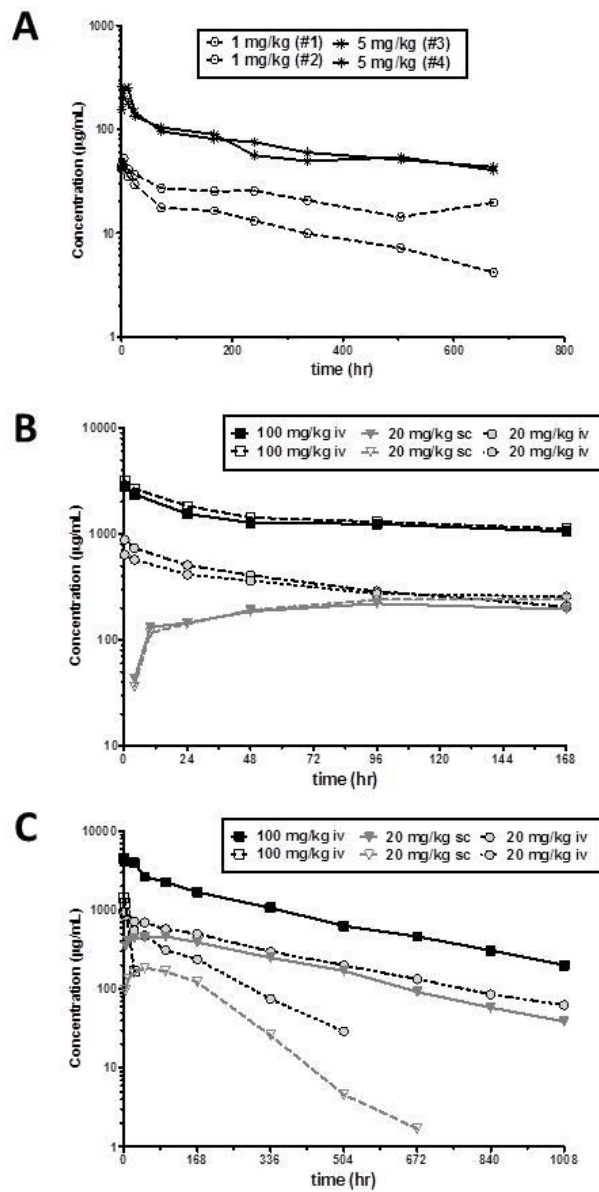 A
1 mg/kg (#1) 5 mg/kg (#3)
1 mg/kg (#2) 5 mg/kg (#4)
Concentration (µg/mL)
1000
100
10
1
0 200 400 600 800
time (hr)
B
100 mg/kg iv 20 mg/kg sc 20 mg/kg iv
100 mg/kg iv 20 mg/kg sc 20 mg/kg iv
Concentration (µg/mL)
10000
1000
100
10
0 24 48 72 96 120 144 168
time (hr)
C
100 mg/kg iv 20 mg/kg sc 20 mg/kg iv
100 mg/kg iv 20 mg/kg sc 20 mg/kg iv
Concentration (µg/mL)
10000
1000
100
10
1
0 168 336 504 672 840 1008
time (hr)